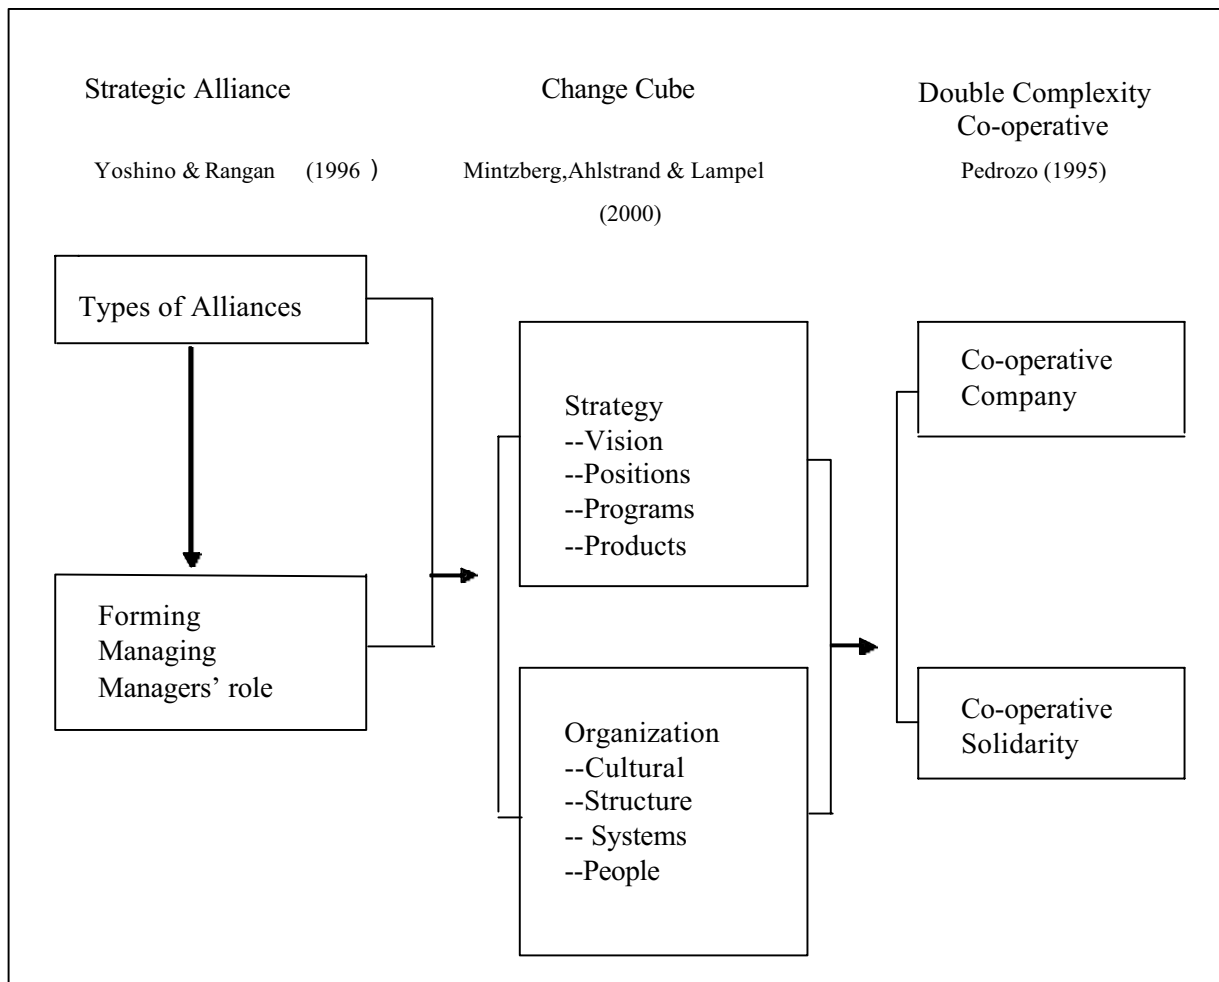 Strategic Alliance
Yoshino & Rangan (1996 )
Change Cube
Mintzberg,Ahlstrand & Lampel
(2000)
Double Complexity
Co-operative
Pedrozo (1995)
Types of Alliances
Forming
Managing
Managers’ role
Strategy
--Vision
--Positions
--Programs
--Products
Organization
--Cultural
--Structure
-- Systems
--People
Co-operative
Company
Co-operative
Solidarity